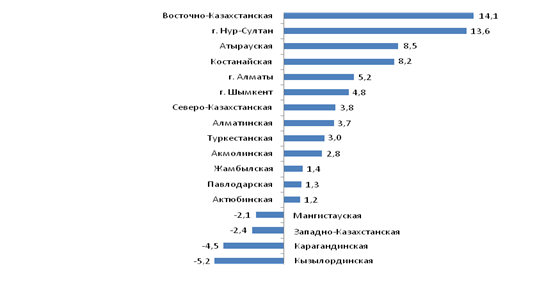 Восточно-Казахстанская 14,1
г. Нур-Султан 13,6
Атырауская 8,5
Костанайская 8,2
г. Алматы 5,2
г. Шымкент 4,8
Северо-Казахстанская 3,8
Алматинская 3,7
Туркестанская 3,0
Акмолинская 2,8
Жамбылская 1,4
Павлодарская 1,3
Актюбинская 1,2
-2,1 Мангистауская
-2,4 Западно-Казахстанская
-4,5 Карагандинская
-5,2 Кызылординская